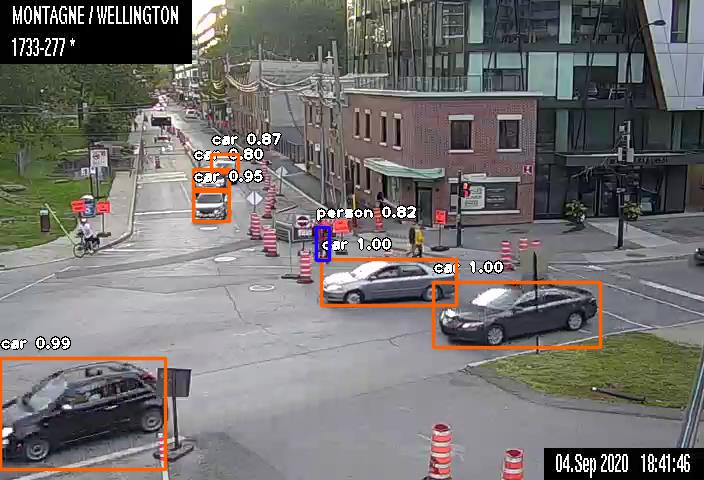 MONTAGNE / WELLINGTON
1733-277 *
car 0.87
car 0.80
car 0.95
person 0.82
car 1.00
car 1.00
car 0.99
04.Sep 2020 18:41:46